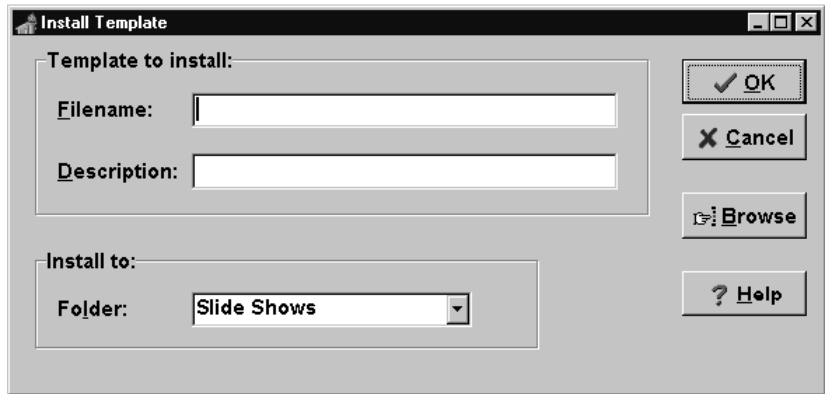 Install Template
Template to install:
Filename:
Description:
Install to:
Folder: Slide Shows
OK
Cancel
Browse
Help